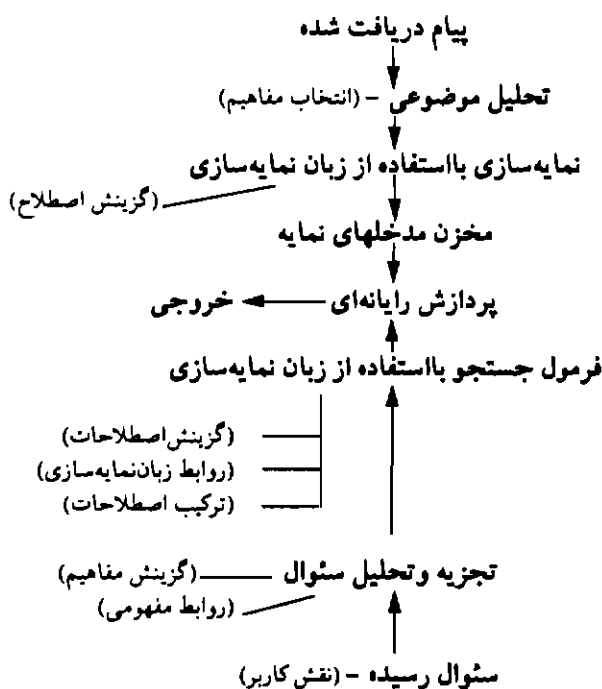 پیام دریافت شده
تحلیل موضوعی – (انتخاب مفاهیم)
نمایه‌سازی بااستفاده از زبان نمایه‌سازی
(گزینش اصطلاح)
مخزن مدخلهای نمایه
پردازش رایانه‌ای
خروجی
فرمول جستجو بااستفاده از زبان نمایه‌سازی
(گزینش اصطلاحات)
(روابط زبان‌نمایه‌سازی)
(ترکیب اصطلاحات)
تجزیه وتحلیل سئوال
(گزینش مفاهیم)
(روابط مفهومی)
سئوال رسیده – (نقش کاربر)